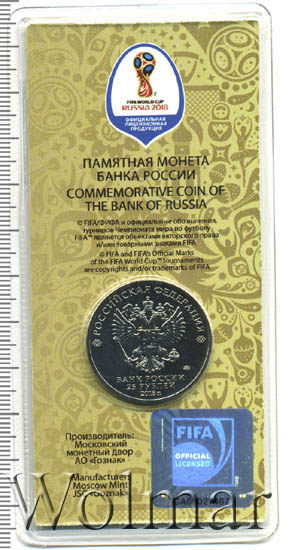 FIFA WORLD CUP
RUSSIA 2018
ОФИЦИАЛЬНАЯ
ЛИЦЕНЗИОННАЯ
ПРОДУКЦИЯ
ПАМЯТНАЯ МОНЕТА
БАНКА РОССИИ
COMMEMORATIVE COIN OF
THE BANK OF RUSSIA
© FIFA/ФИФА и официальные обозначения
турниров Чемпионата мира по футболу
FIFA™ являются объектами авторского права
и/или товарными знаками FIFA.
© FIFA and FIFA's Official Marks
of the FIFA World Cup™ tournaments
are copyrights and/or trademarks of FIFA.
РОССИЙСКАЯ ФЕДЕРАЦИЯ
БАНК РОССИИ
25 РУБЛЕЙ
2018 г.
Производитель:
Московский
монетный двор
АО «Гознак»
Manufacturer:
Moscow Mint
JSC «Goznak»
FIFA
OFFICIAL
LICENSED
Wolmar